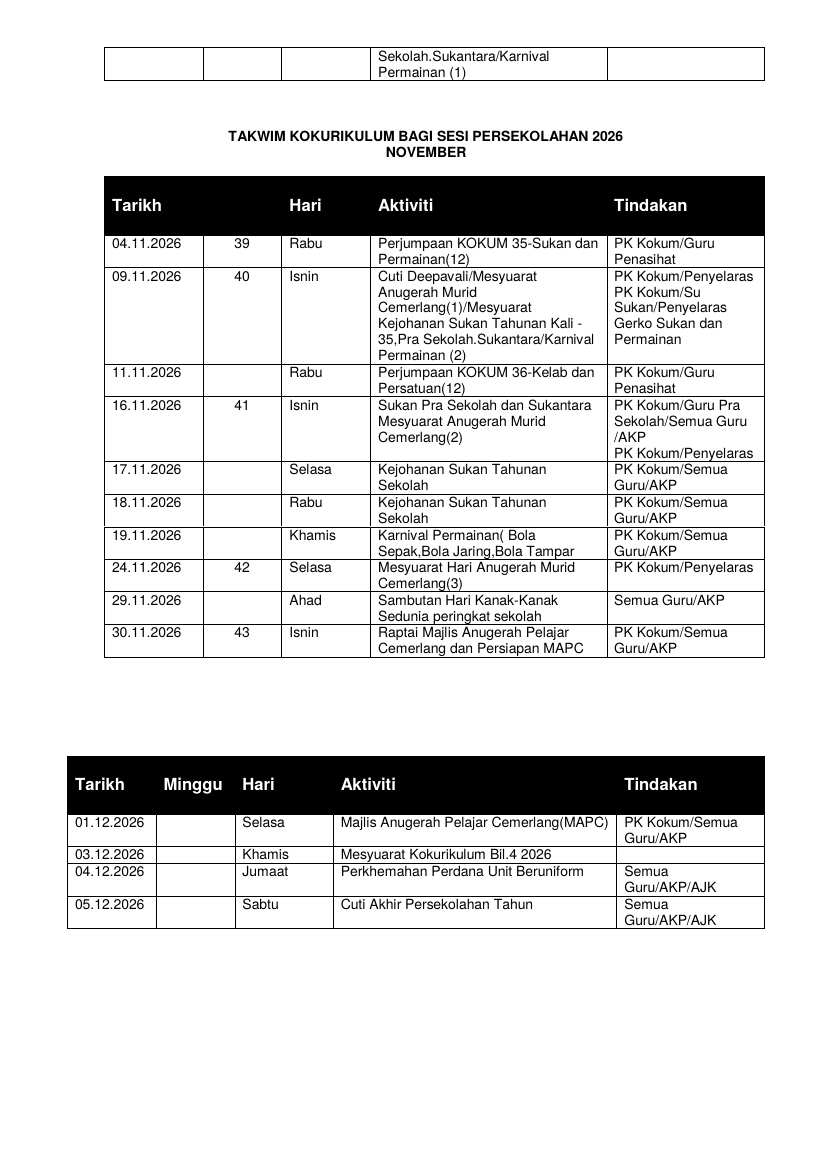 Sekolah.Sukantara/Karnival
Permainan (1)
TAKWIM KOKURIKULUM BAGI SESI PERSEKOLAHAN 2026
NOVEMBER
Tarikh Hari Aktiviti Tindakan
04.11.2026 39 Rabu Perjumpaan KOKUM 35-Sukan dan PK Kokum/Guru
Permainan(12) Penasihat
09.11.2026 40 Isnin Cuti Deepavali/Mesyuarat PK Kokum/Penyelaras
Anugerah Murid PK Kokum/Su
Cemerlang(1)/Mesyuarat Sukan/Penyelaras
Kejohanan Sukan Tahunan Kali - Gerko Sukan dan
35,Pra Sekolah.Sukantara/Karnival Permainan
Permainan (2)
11.11.2026 Rabu Perjumpaan KOKUM 36-Kelab dan PK Kokum/Guru
Persatuan(12) Penasihat
16.11.2026 41 Isnin Sukan Pra Sekolah dan Sukantara PK Kokum/Guru Pra
Mesyuarat Anugerah Murid Sekolah/Semua Guru
Cemerlang(2) /AKP
PK Kokum/Penyelaras
17.11.2026 Selasa Kejohanan Sukan Tahunan PK Kokum/Semua
Sekolah Guru/AKP
18.11.2026 Rabu Kejohanan Sukan Tahunan PK Kokum/Semua
Sekolah Guru/AKP
19.11.2026 Khamis Karnival Permainan( Bola PK Kokum/Semua
Sepak,Bola Jaring,Bola Tampar Guru/AKP
24.11.2026 42 Selasa Mesyuarat Hari Anugerah Murid PK Kokum/Penyelaras
Cemerlang(3)
29.11.2026 Ahad Sambutan Hari Kanak-Kanak Semua Guru/AKP
Sedunia peringkat sekolah
30.11.2026 43 Isnin Raptai Majlis Anugerah Pelajar PK Kokum/Semua
Cemerlang dan Persiapan MAPC Guru/AKP
Tarikh Minggu Hari Aktiviti Tindakan
01.12.2026 Selasa Majlis Anugerah Pelajar Cemerlang(MAPC) PK Kokum/Semua
Guru/AKP
03.12.2026 Khamis Mesyuarat Kokurikulum Bil.4 2026
04.12.2026 Jumaat Perkhemahan Perdana Unit Beruniform Semua
Guru/AKP/AJK
05.12.2026 Sabtu Cuti Akhir Persekolahan Tahun Semua
Guru/AKP/AJK